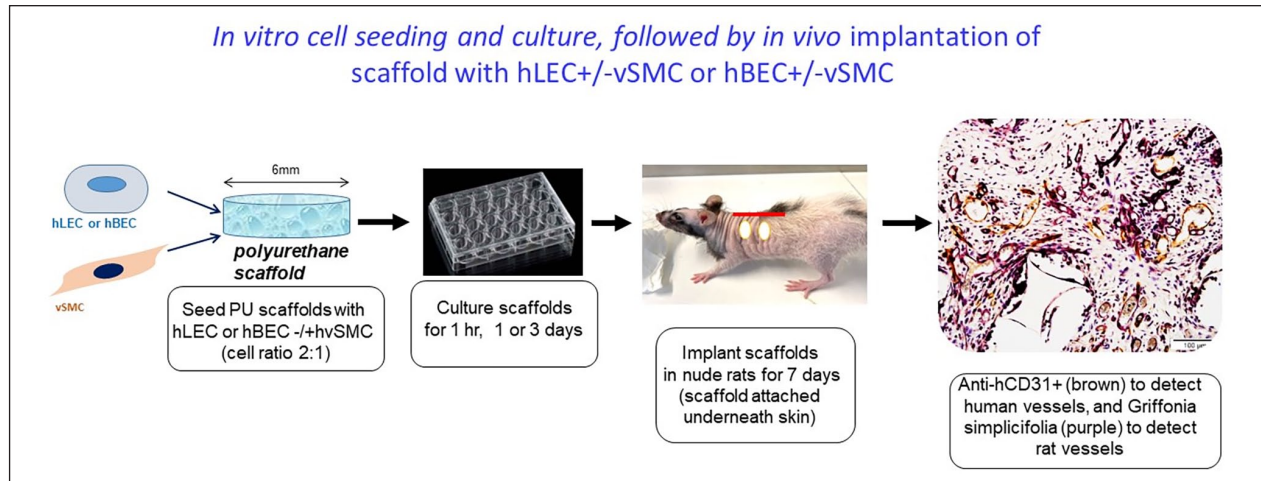 In vitro cell seeding and culture, followed by in vivo implantation of
scaffold with hLEC+/-vSMC or hBEC+/-vSMC
6mm
hLEC or hBEC
vSMC
polyurethane
scaffold
Seed PU scaffolds with
hLEC or hBEC -/+hvSMC
(cell ratio 2:1)
Culture scaffolds
for 1 hr, 1 or 3 days
Implant scaffolds
in nude rats for 7 days
(scaffold attached
underneath skin)
100 µm
Anti-hCD31+ (brown) to detect
human vessels, and Griffonia
simplicifolia (purple) to detect
rat vessels